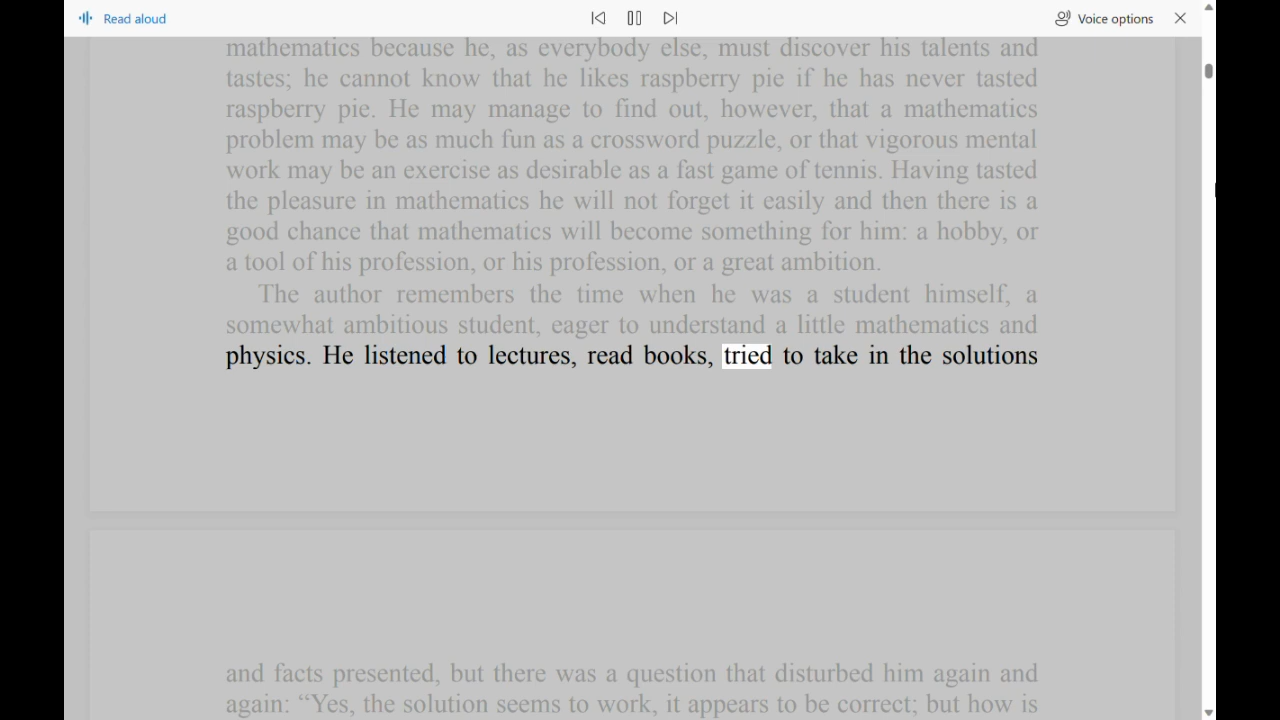 Read aloud
Voice options
mathematics because he, as everybody else, must discover his talents and
tastes; he cannot know that he likes raspberry pie if he has never tasted
raspberry pie. He may manage to find out, however, that a mathematics
problem may be as much fun as a crossword puzzle, or that vigorous mental
work may be an exercise as desirable as a fast game of tennis. Having tasted
the pleasure in mathematics he will not forget it easily and then there is a
good chance that mathematics will become something for him: a hobby, or
a tool of his profession, or his profession, or a great ambition.
The author remembers the time when he was a student himself, a
somewhat ambitious student, eager to understand a little mathematics and
physics. He listened to lectures, read books, tried to take in the solutions
and facts presented, but there was a question that disturbed him again and
again: “Yes, the solution seems to work, it appears to be correct; but how is